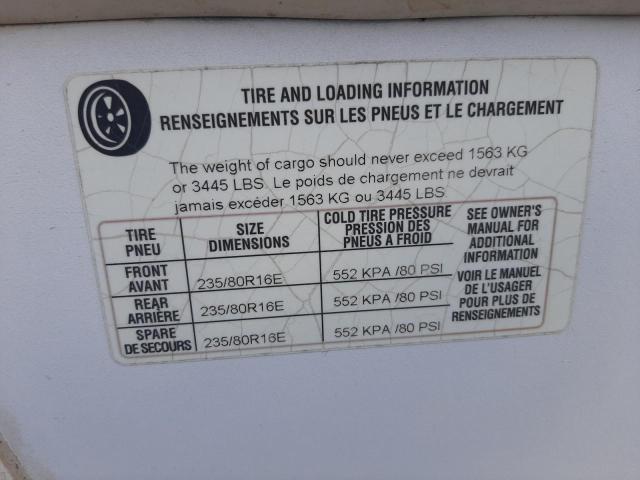 TIRE AND LOADING INFORMATION
RENSEIGNEMENTS SUR LES PNEUS ET LE CHARGEMENT
The weight of cargo should never exceed 1563 KG
or 3445 LBS. Le poids de chargement ne devrait
jamais excéder 1563 KG ou 3445 LBS
TIRE
PNEU
SIZE
DIMENSIONS
COLD TIRE PRESSURE
PRESSION DES
PNEUS A FROID
SEE OWNER'S
MANUAL FOR
ADDITIONAL
INFORMATION
VOIR LE MANUEL
DE L'USAGER
POUR PLUS DE
RENSEIGNEMENTS
FRONT
AVANT
235/80R16E
552 KPA /80 PSI
REAR
ARRIÈRE
235/80R16E
552 KPA /80 PSI
SPARE
DE SECOURS
235/80R16E
552 KPA /80 PSI